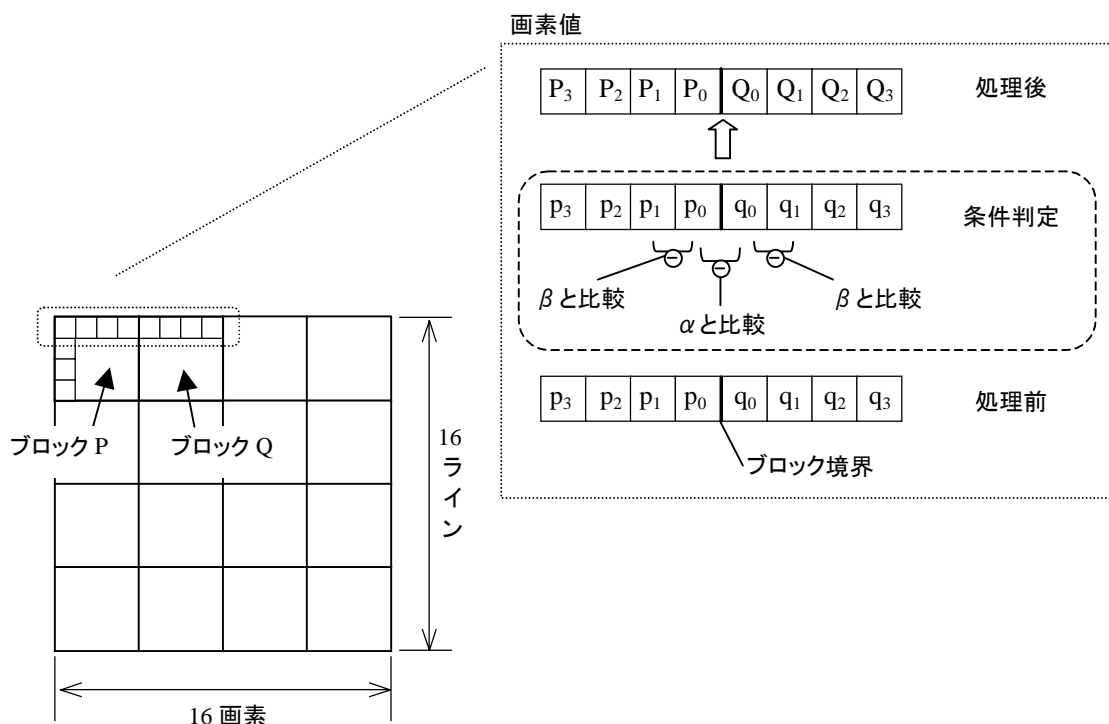 画素値
P3 P2 P1 P0 Q0 Q1 Q2 Q3 処理後
p3 p2 p1 p0 q0 q1 q2 q3 条件判定
βと比較 βと比較
αと比較
p3 p2 p1 p0 q0 q1 q2 q3 処理前
ブロック境界
ブロック P ブロック Q
16ライン
16 画素